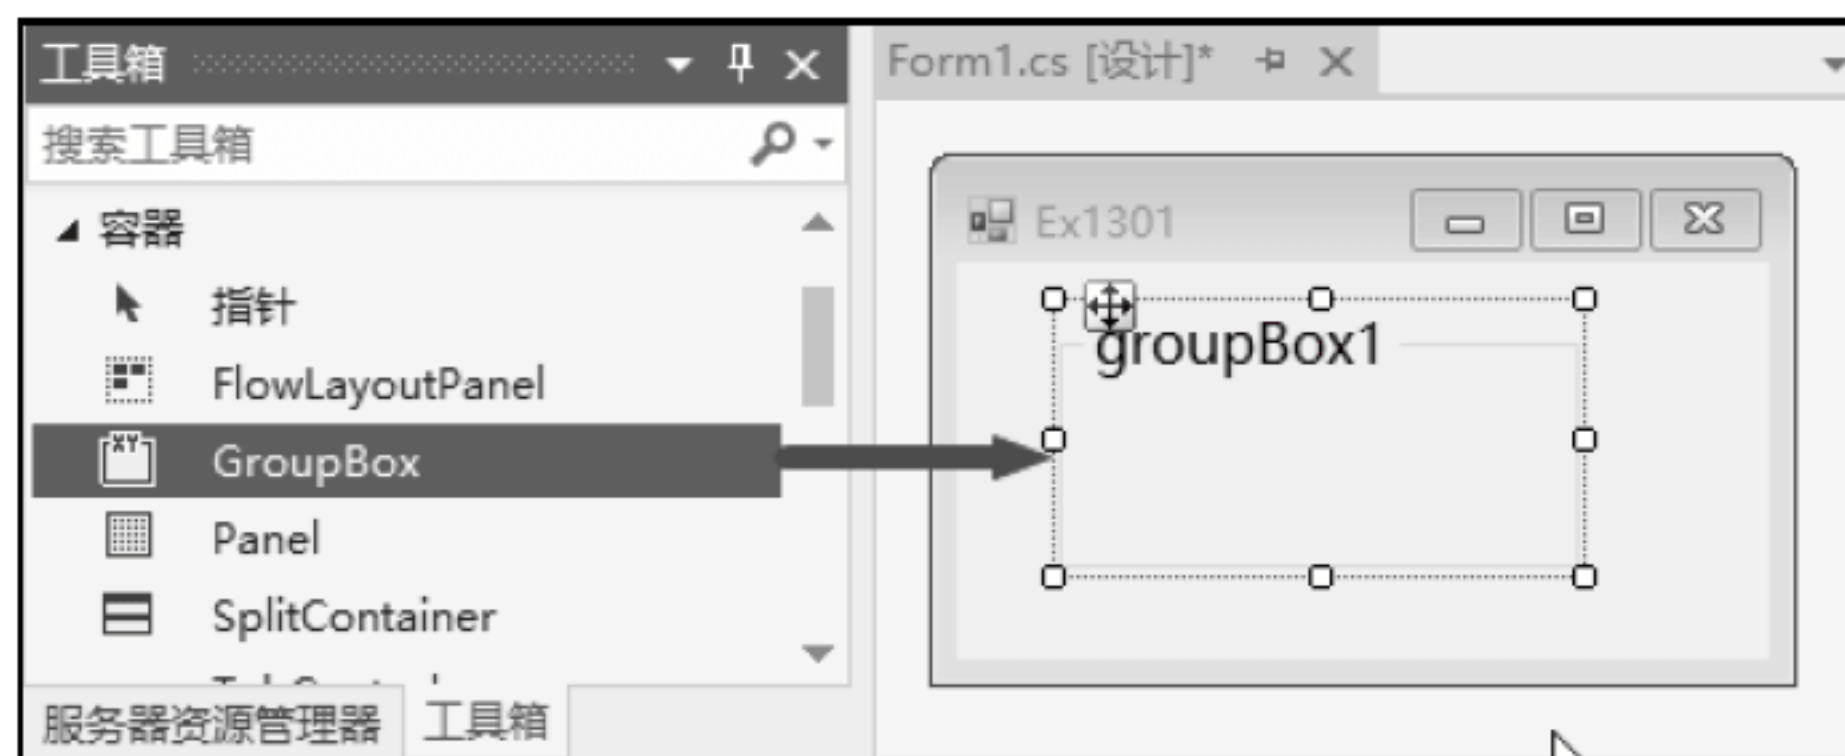 工具箱
搜索工具箱
容器
指针
FlowLayoutPanel
XY
GroupBox
Panel
SplitContainer
服务器资源管理器
工具箱
Form1.cs [设计]*
Ex1301
groupBox1